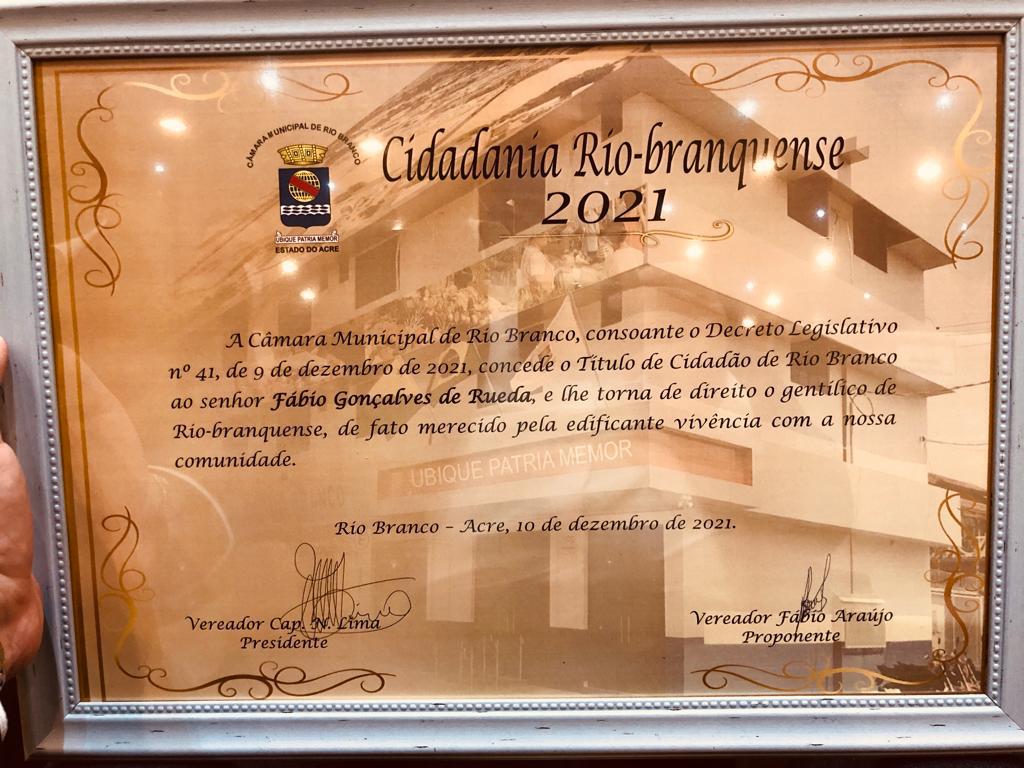 CÂMARA MUNICIPAL DE RIO BRANCO
Cidadania Rio-branquense
2021
UBIQUE PATRIA MEMOR
ESTADO DO ACRE
A Câmara Municipal de Rio Branco, consoante o Decreto Legislativo
nº 41, de 9 de dezembro de 2021, concede o Título de Cidadão de Rio Branco
ao senhor Fábio Gonçalves de Rueda, e lhe torna de direito o gentílico de
Rio-branquense, de fato merecido pela edificante vivência com a nossa
comunidade.
UBIQUE PATRIA MEMOR
Rio Branco – Acre, 10 de dezembro de 2021.
Vereador Cap. N. Lima
Presidente
Vereador Fábio Araújo
Proponente